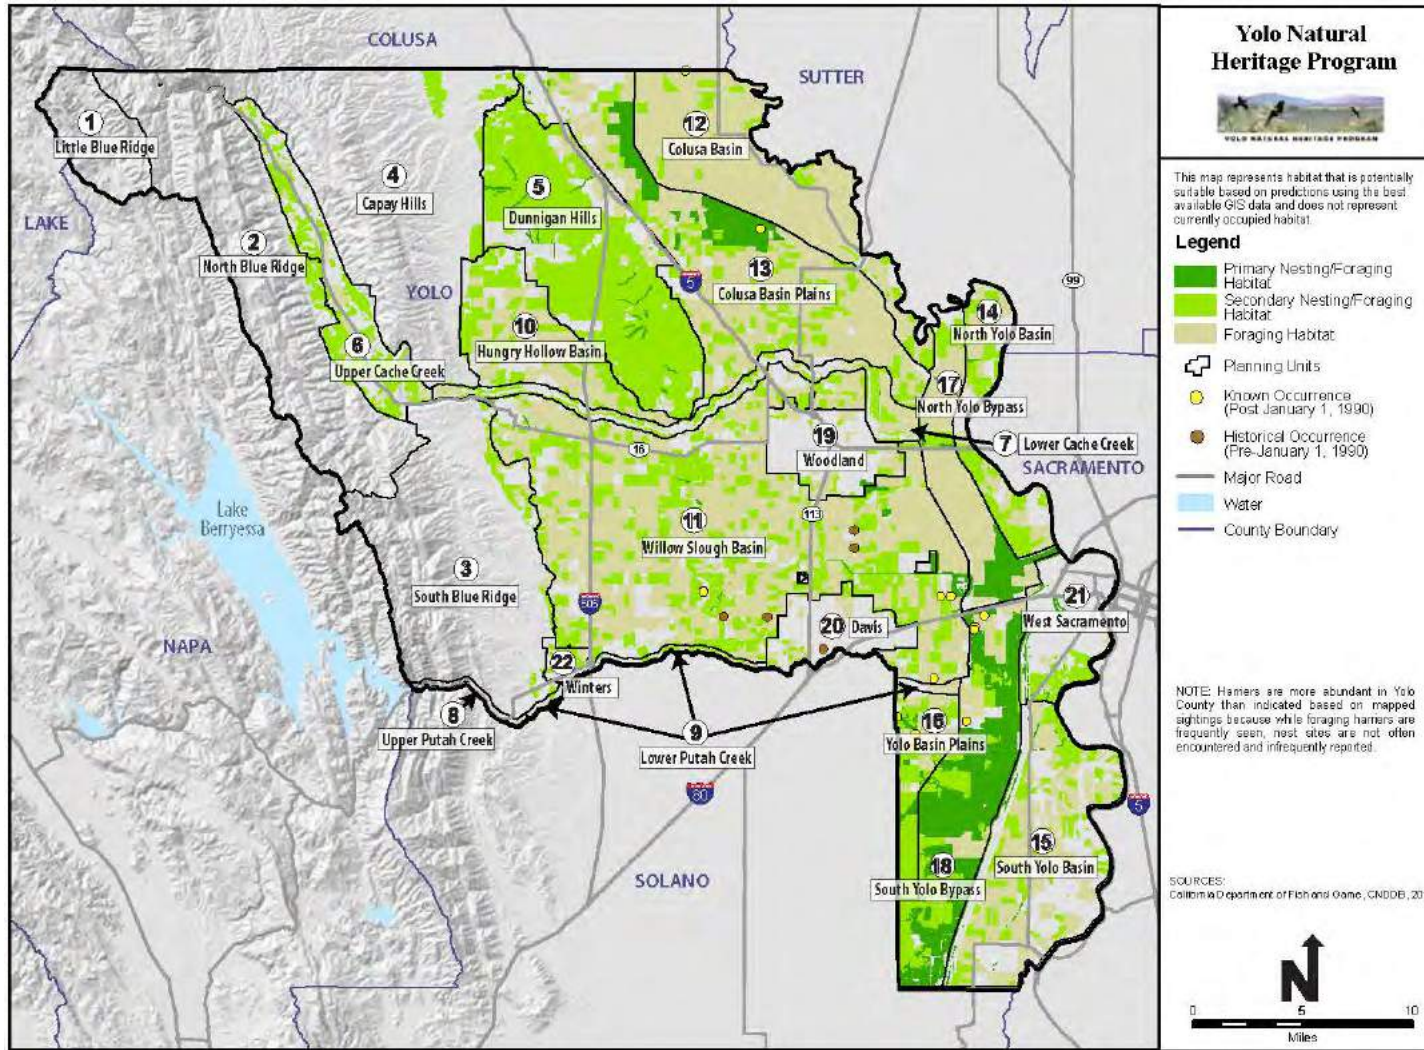 COLUSA
SUTTER
LAKE
YOLO
SACRAMENTO
NAPA
SOLANO
Lake
Berryessa
1
Little Blue Ridge
2
North Blue Ridge
3
South Blue Ridge
4
Capay Hills
5
Dunnigan Hills
6
Upper Cache Creek
7
Lower Cache Creek
8
Upper Putah Creek
9
Lower Putah Creek
10
Hungry Hollow Basin
11
Willow Slough Basin
12
Colusa Basin
13
Colusa Basin Plains
14
North Yolo Basin
15
South Yolo Basin
16
Yolo Basin Plains
17
North Yolo Bypass
18
South Yolo Bypass
19
Woodland
20
Davis
21
West Sacramento
22
Winters
5
99
16
113
505
80
5
Yolo Natural
Heritage Program
YOLO NATURAL HERITAGE PROGRAM
This map represents habitat that is potentially
suitable based on predictions using the best
available GIS data and does not represent
currently occupied habitat.
Legend
Primary Nesting/Foraging
Habitat
Secondary Nesting/Foraging
Habitat
Foraging Habitat
Planning Units
Known Occurrence
(Post January 1, 1990)
Historical Occurrence
(Pre-January 1, 1990)
Major Road
Water
County Boundary
NOTE: Harriers are more abundant in Yolo
County than indicated based on mapped
sightings because while foraging harriers are
frequently seen, nest sites are not often
encountered and infrequently reported.
SOURCES:
California Department of Fish and Game, CNDDB, 20
N
0 5 10
Miles